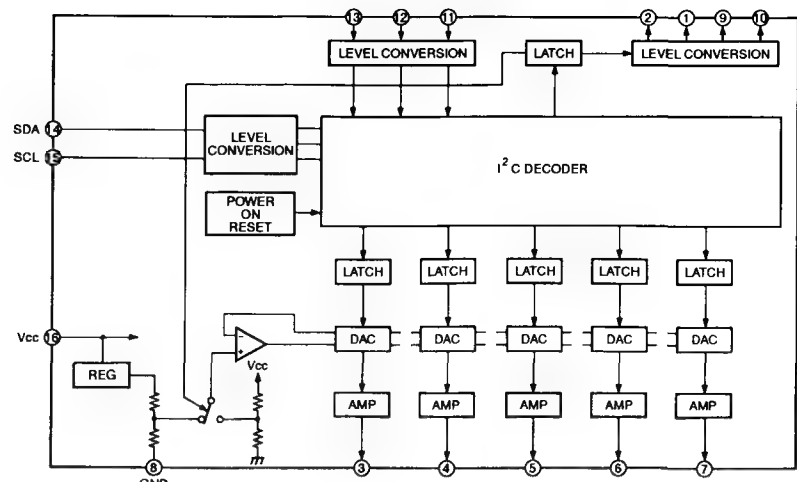 13 12 11 2 1 9 10
LEVEL CONVERSION LATCH LEVEL CONVERSION
SDA 14
SCL 15
LEVEL
CONVERSION
I²C DECODER
POWER
ON
RESET
LATCH LATCH LATCH LATCH LATCH
Vcc 16
- DAC DAC DAC DAC DAC
+
REG
Vcc
AMP AMP AMP AMP AMP
8 3 4 5 6 7
GND